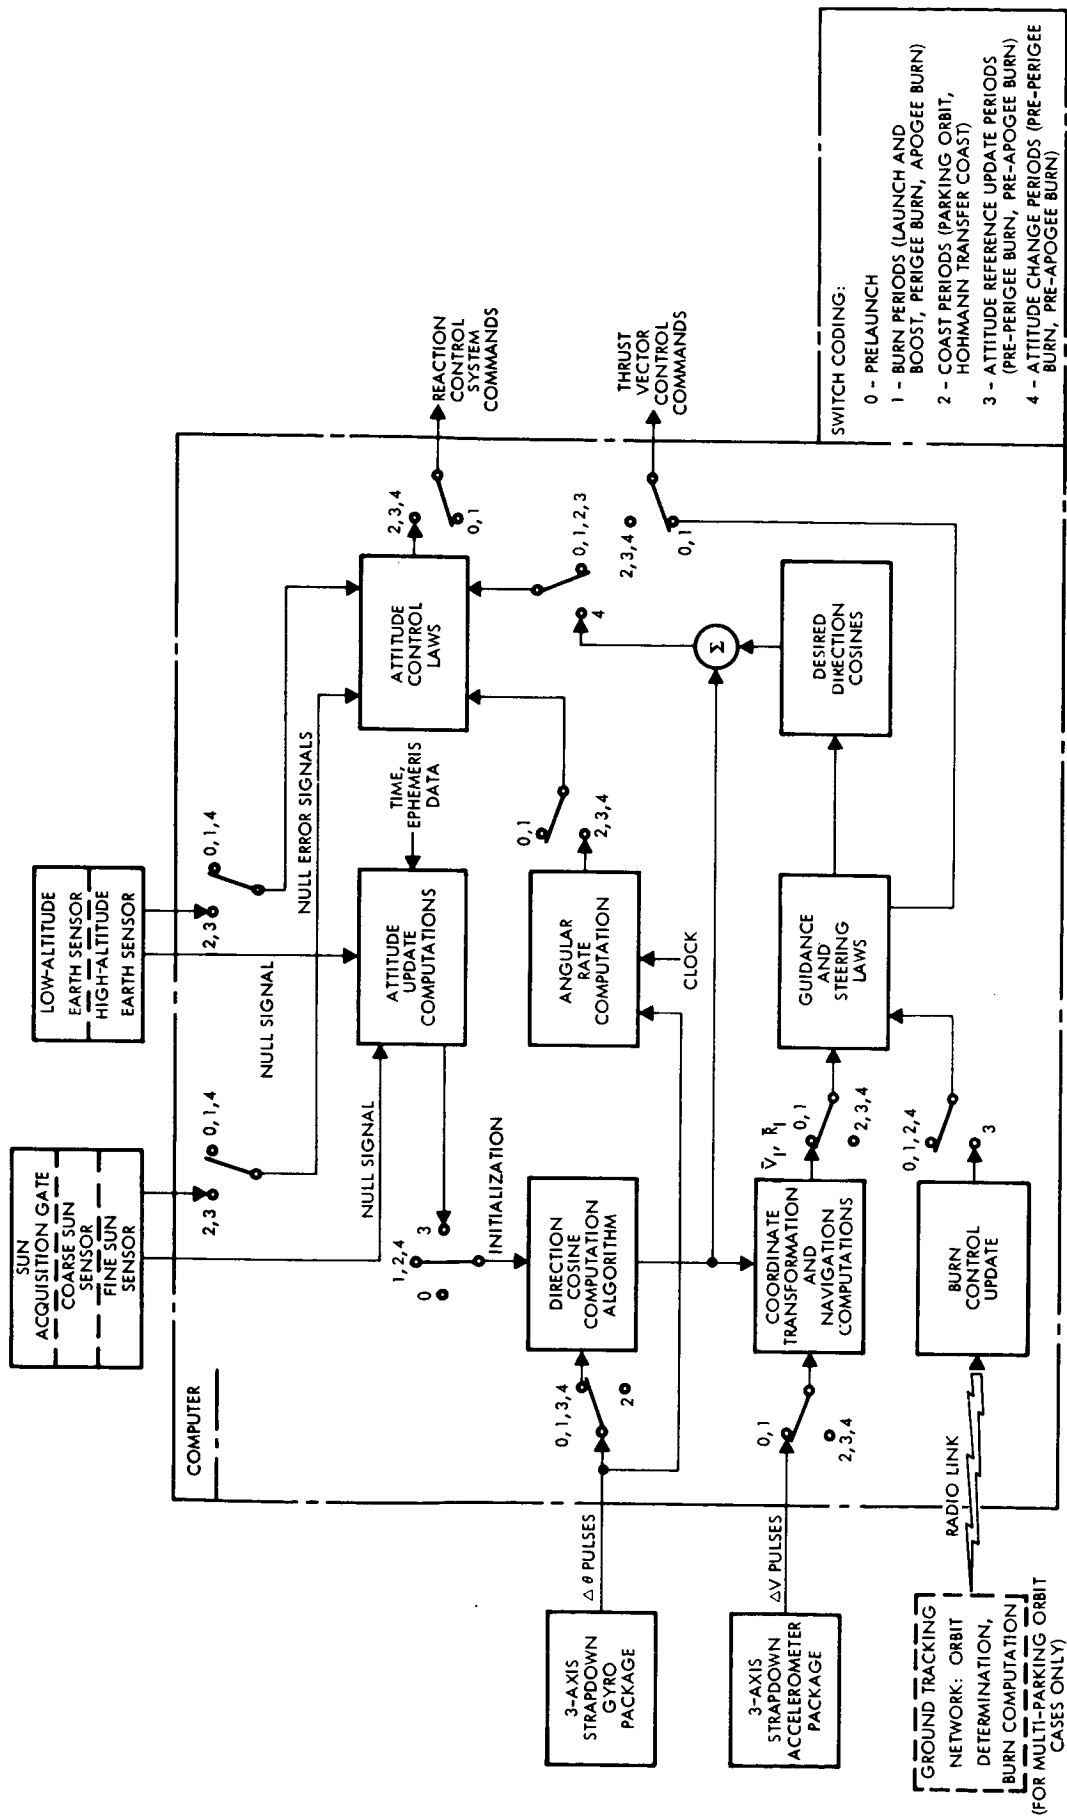 SUN
ACQUISITION GATE
COARSE SUN
SENSOR
FINE SUN
SENSOR
LOW-ALTITUDE
EARTH SENSOR
HIGH-ALTITUDE
EARTH SENSOR
COMPUTER
2,3
0,1,4
NULL SIGNAL
2,3
0,1,4
NULL ERROR SIGNALS
NULL SIGNAL
ATTITUDE
UPDATE
COMPUTATIONS
TIME,
EPHEMERIS
DATA
ATTITUDE
CONTROL
LAWS
2,3,4
0,1
REACTION
CONTROL
SYSTEM
COMMANDS
0
1,2,4
3
INITIALIZATION
3-AXIS
STRAPDOWN
GYRO
PACKAGE
△ θ PULSES
0,1,3,4
2
DIRECTION
COSINE
COMPUTATION
ALGORITHM
ANGULAR
RATE
COMPUTATION
CLOCK
0,1
2,3,4
4
0,1,2,3
Σ
2,3,4
0,1
THRUST
VECTOR
CONTROL
COMMANDS
3-AXIS
STRAPDOWN
ACCELEROMETER
PACKAGE
△V PULSES
0,1
2,3,4
COORDINATE
TRANSFORMATION
AND
NAVIGATION
COMPUTATIONS
V̄I, R̄I
0,1
2,3,4
GUIDANCE
AND
STEERING
LAWS
DESIRED
DIRECTION
COSINES
GROUND TRACKING
NETWORK: ORBIT
DETERMINATION,
BURN COMPUTATION
(FOR MULTI-PARKING ORBIT
CASES ONLY)
RADIO LINK
BURN
CONTROL
UPDATE
0,1,2,4
3
SWITCH CODING:
0 - PRELAUNCH
1 - BURN PERIODS (LAUNCH AND
BOOST, PERIGEE BURN, APOGEE BURN)
2 - COAST PERIODS (PARKING ORBIT,
HOHMANN TRANSFER COAST)
3 - ATTITUDE REFERENCE UPDATE PERIODS
(PRE-PERIGEE BURN, PRE-APOGEE BURN)
4 - ATTITUDE CHANGE PERIODS (PRE-PERIGEE
BURN, PRE-APOGEE BURN)